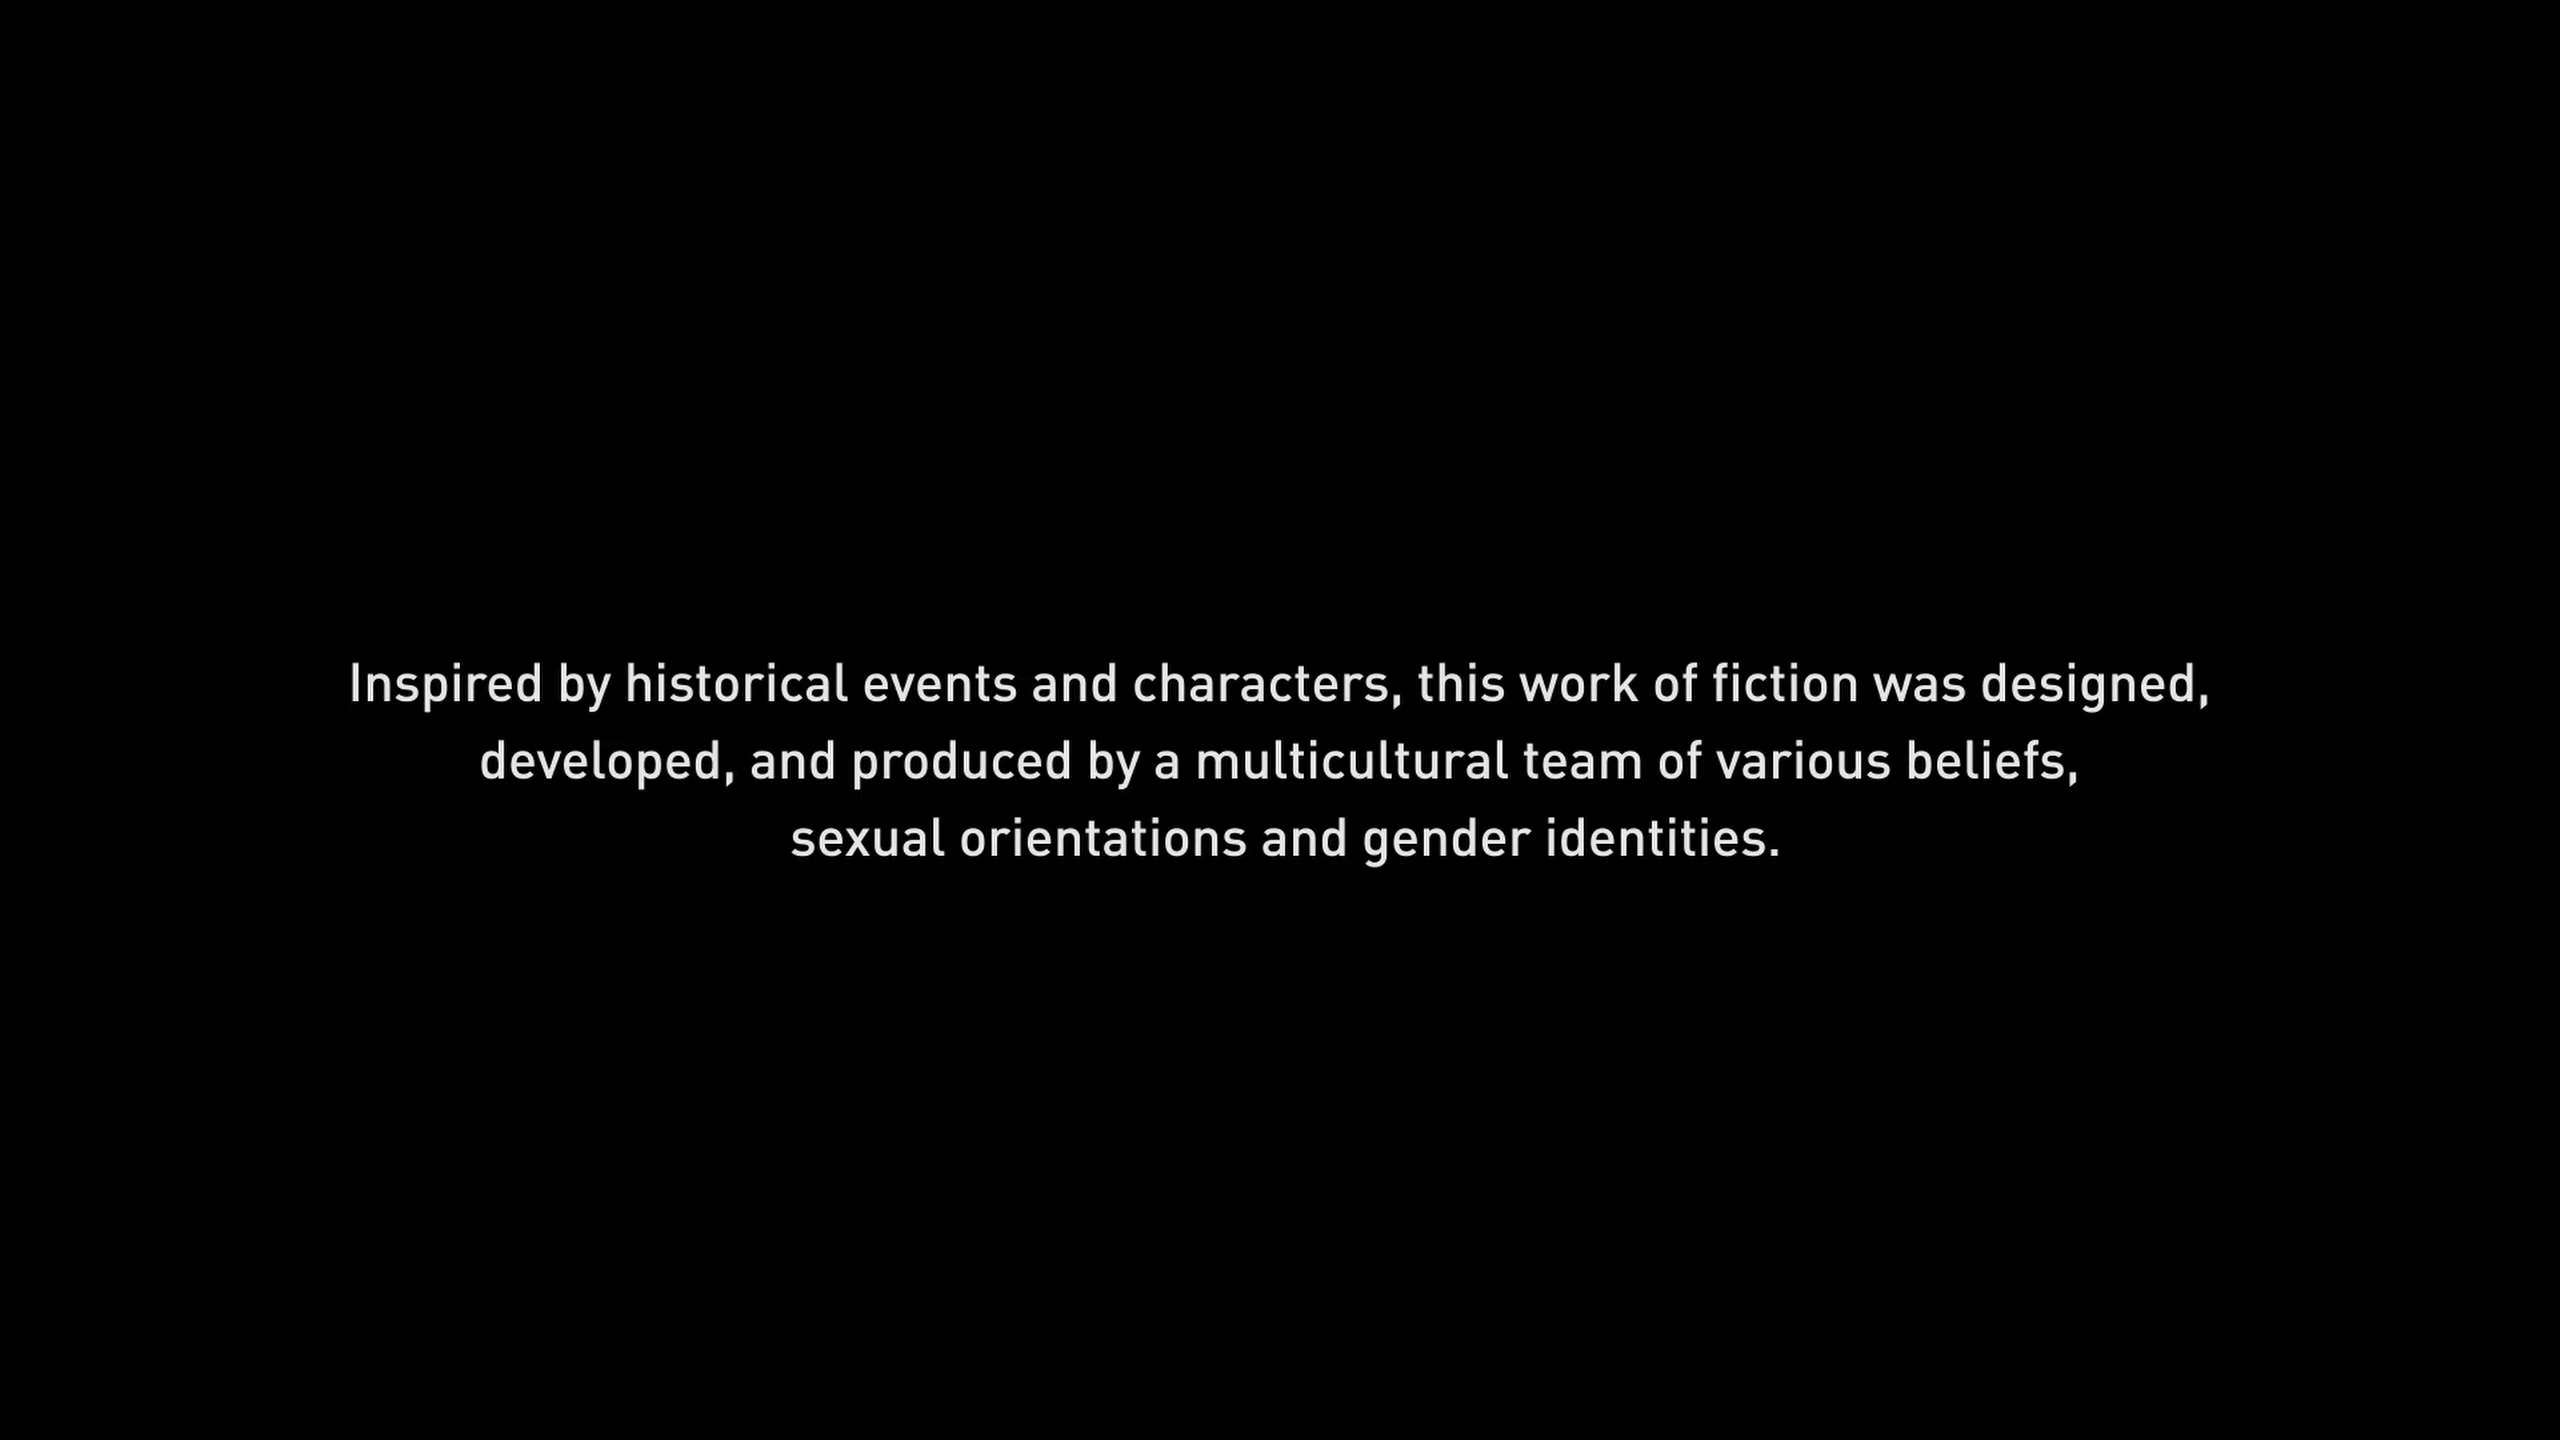 Inspired by historical events and characters, this work of fiction was designed,
developed, and produced by a multicultural team of various beliefs,
sexual orientations and gender identities.